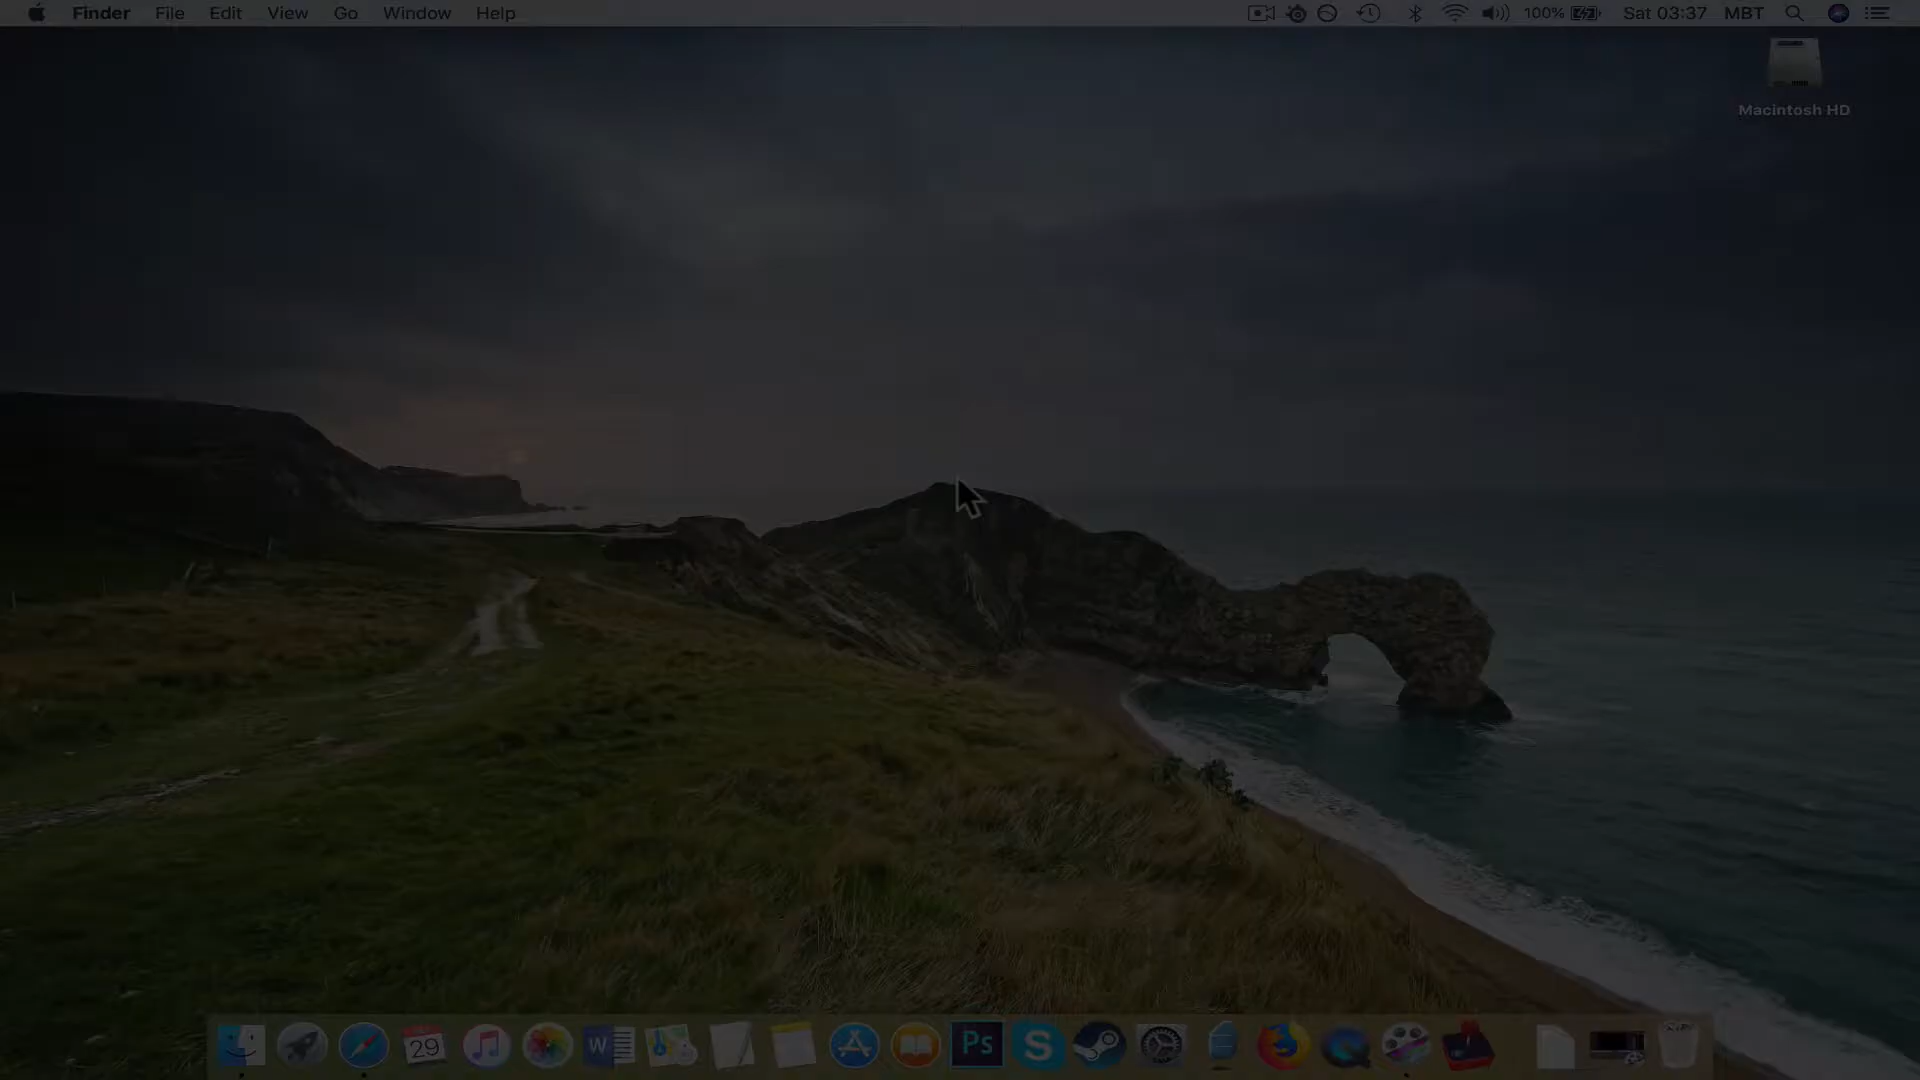 Finder File Edit View Go Window Help 100% Sat 03:37 MBT
Macintosh HD
29
W
Ps
S